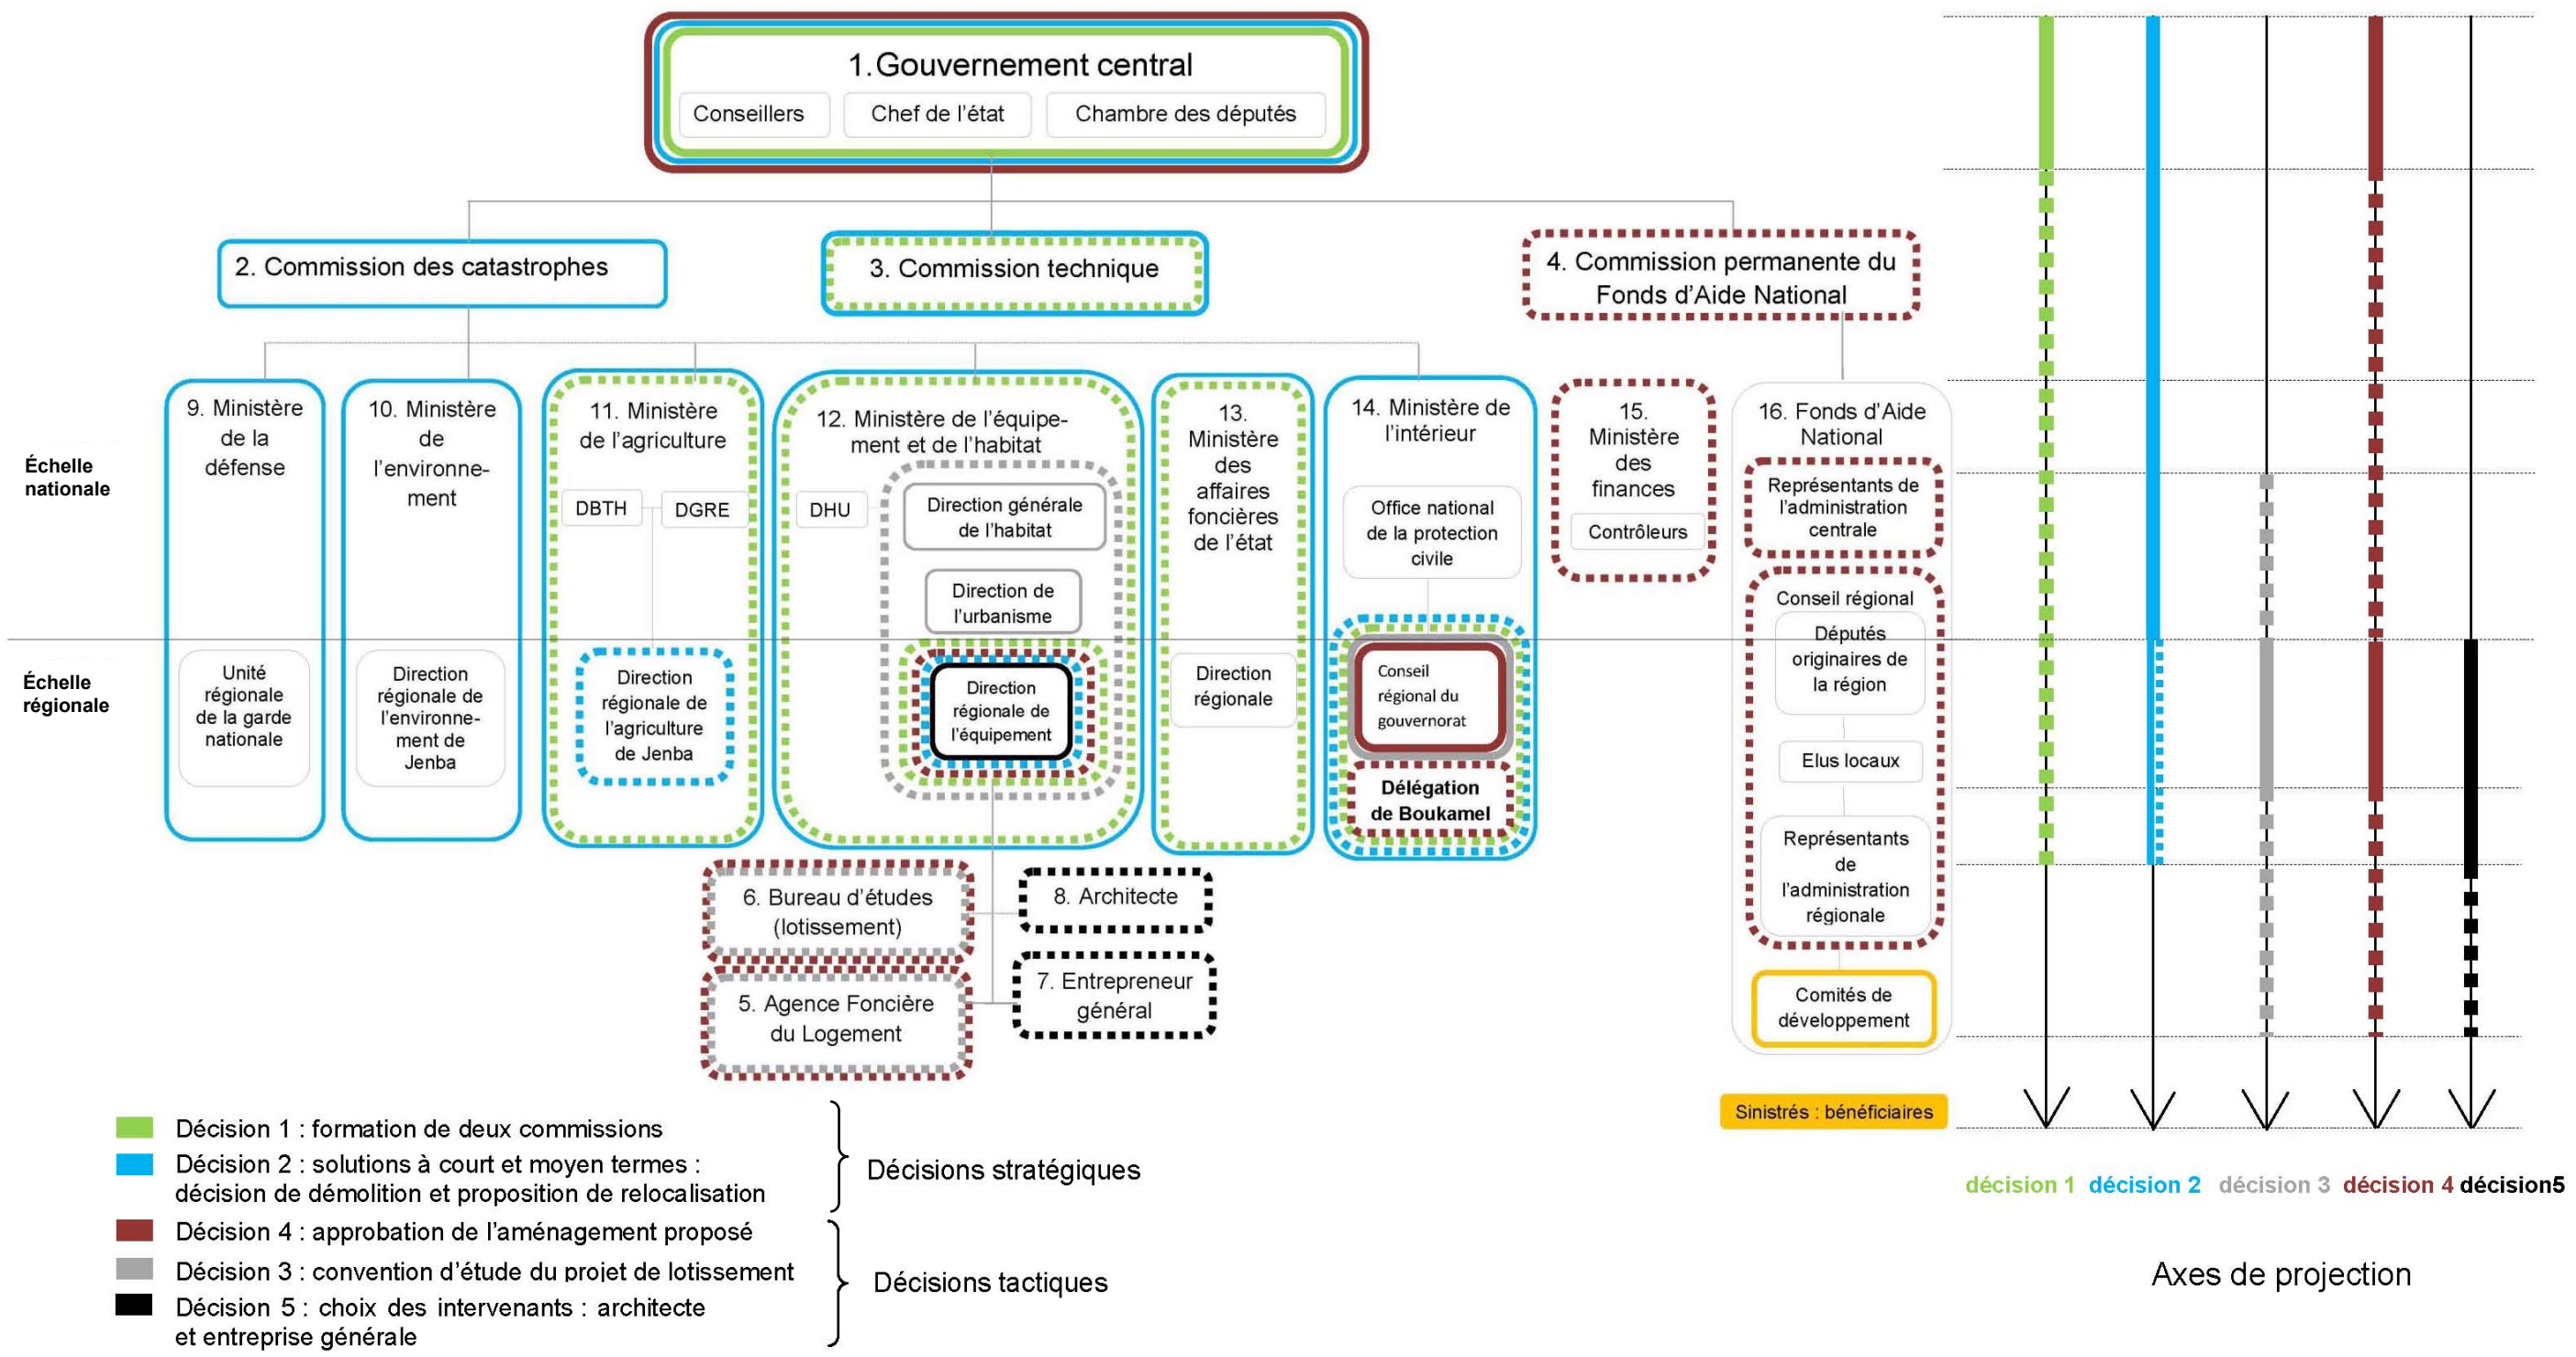 1.Gouvernement central
Conseillers
Chef de l'état
Chambre des députés
2. Commission des catastrophes
3. Commission technique
4. Commission permanente du
Fonds d'Aide National
Échelle
nationale
Échelle
régionale
9. Ministère
de la
défense
Unité
régionale
de la garde
nationale
10. Ministère
de
l'environne-
ment
Direction
régionale de
l'environne-
ment de
Jenba
11. Ministère
de l'agriculture
DBTH
DGRE
Direction
régionale de
l'agriculture
de Jenba
12. Ministère de l'équipe-
ment et de l'habitat
DHU
Direction générale
de l'habitat
Direction de
l'urbanisme
Direction
régionale de
l'équipement
13.
Ministère
des
affaires
foncières
de l'état
Direction
régionale
14. Ministère de
l'intérieur
Office national
de la protection
civile
Conseil
régional du
gouvernorat
Délégation
de Boukamel
15.
Ministère
des
finances
Contrôleurs
16. Fonds d'Aide
National
Représentants de
l'administration
centrale
Conseil régional
Députés
originaires de
la région
Elus locaux
Représentants
de
l'administration
régionale
Comités de
développement
Sinistrés : bénéficiaires
6. Bureau d'études
(lotissement)
8. Architecte
5. Agence Foncière
du Logement
7. Entrepreneur
général
Décision 1 : formation de deux commissions
Décision 2 : solutions à court et moyen termes :
décision de démolition et proposition de relocalisation
Décisions stratégiques
Décision 4 : approbation de l'aménagement proposé
Décision 3 : convention d'étude du projet de lotissement
Décision 5 : choix des intervenants : architecte
et entreprise générale
Décisions tactiques
décision 1 décision 2 décision 3 décision 4 décision5
Axes de projection